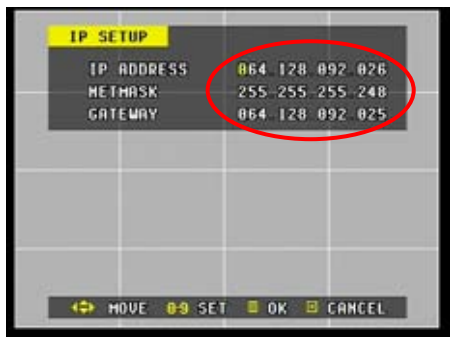 IP SETUP
IP ADDRESS 064.128.092.026
NETMASK 255.255.255.248
GATEWAY 064.128.092.025
MOVE 0-9 SET OK CANCEL